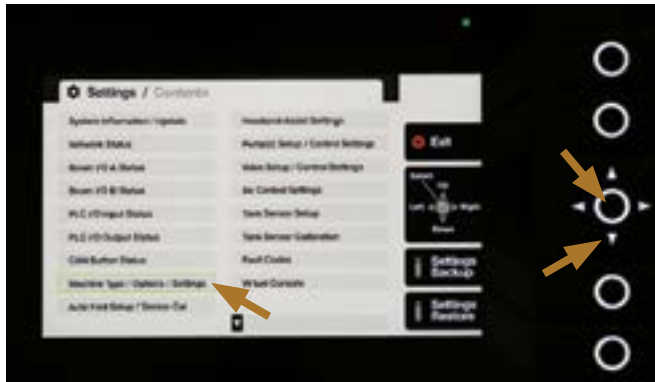 Settings / Contents
System Information / Update
Network Status
Boom I/O A Status
Boom I/O B Status
PLC I/O Input Status
PLC I/O Output Status
CAN Button Status
Machine Type / Options / Settings
Auto Fold Setup / Sensor Cal
Headland Assist Settings
Pump(s) Setup / Control Settings
Valve Setup / Control Settings
Air Control Settings
Tank Sensor Setup
Tank Sensor Calibration
Fault Codes
Virtual Console
Exit
Select
Up
Left
Right
Down
Settings
Backup
Settings
Restore